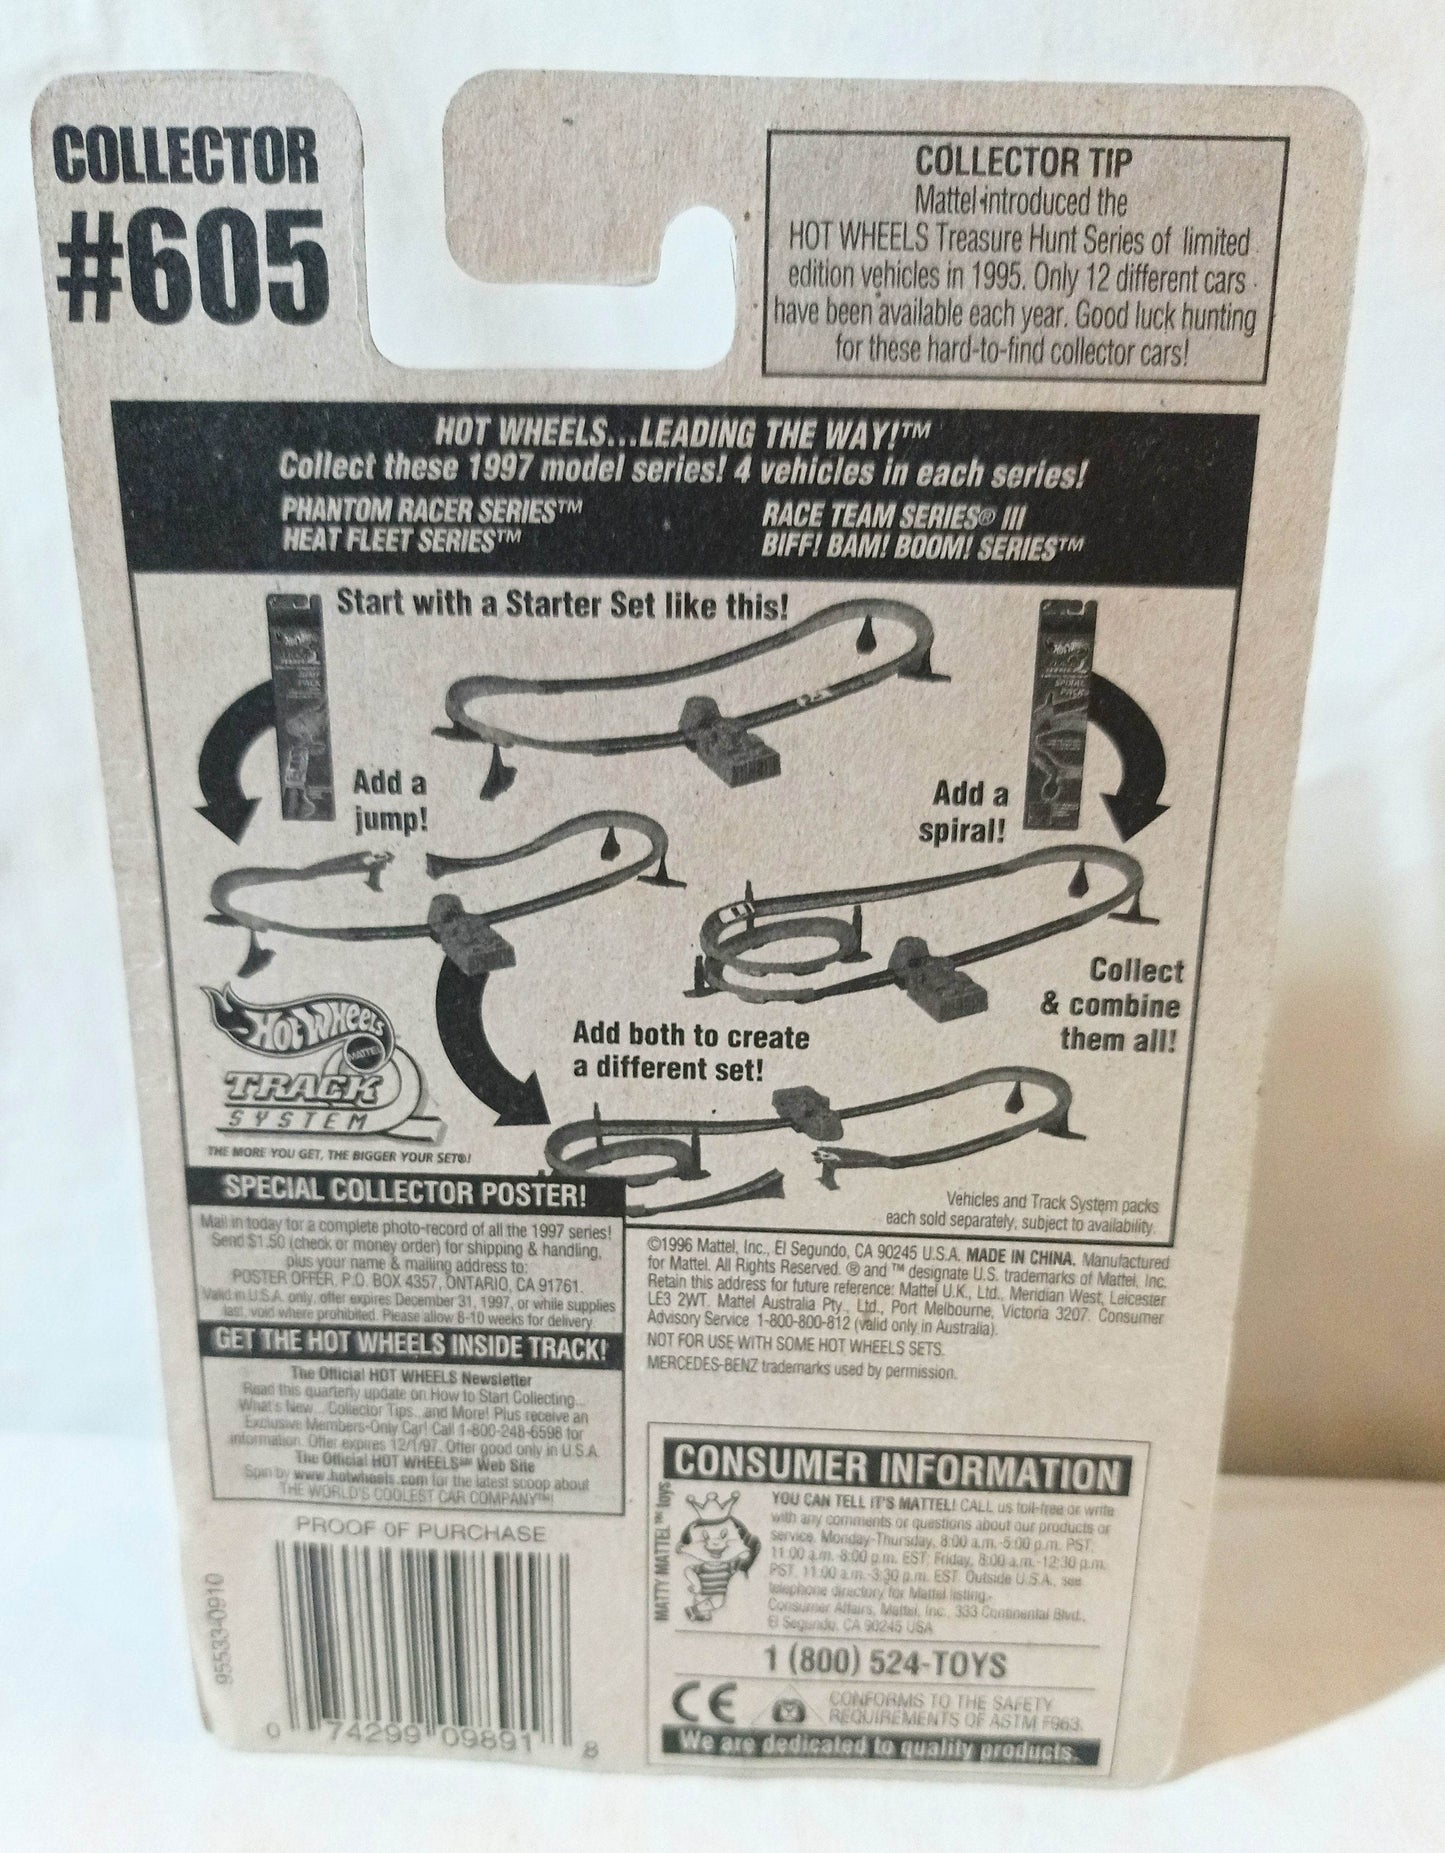 COLLECTOR
#605
COLLECTOR TIP
Mattel introduced the
HOT WHEELS Treasure Hunt Series of limited
edition vehicles in 1995. Only 12 different cars
have been available each year. Good luck hunting
for these hard-to-find collector cars!
HOT WHEELS...LEADING THE WAY!™
Collect these 1997 model series! 4 vehicles in each series!
PHANTOM RACER SERIES™
HEAT FLEET SERIES™
RACE TEAM SERIES® III
BIFF! BAM! BOOM! SERIES™
Start with a Starter Set like this!
Add a
jump!
Add a
spiral!
Collect
& combine
them all!
Add both to create
a different set!
Hot Wheels
MATTEL
TRACK
SYSTEM
THE MORE YOU GET, THE BIGGER YOUR SET®!
Vehicles and Track System packs
each sold separately, subject to availability.
SPECIAL COLLECTOR POSTER!
Mail in today for a complete photo-record of all the 1997 series!
Send $1.50 (check or money order) for shipping & handling,
plus your name & mailing address to:
POSTER OFFER, P.O. BOX 4357, ONTARIO, CA 91761.
Valid in U.S.A. only, offer expires December 31, 1997, or while supplies
last, void where prohibited. Please allow 8-10 weeks for delivery.
GET THE HOT WHEELS INSIDE TRACK!
The Official HOT WHEELS Newsletter
Read this quarterly update on How to Start Collecting...
What's New... Collector Tips...and More! Plus receive an
Exclusive Members-Only Car! Call 1-800-248-6596 for
information. Offer expires 12/1/97. Offer good only in U.S.A.
The Official HOT WHEELS℠ Web Site
Spin by www.hotwheels.com for the latest scoop about
THE WORLD'S COOLEST CAR COMPANY™!
©1996 Mattel, Inc., El Segundo, CA 90245 U.S.A. MADE IN CHINA. Manufactured
for Mattel. All Rights Reserved. ® and ™ designate U.S. trademarks of Mattel, Inc.
Retain this address for future reference: Mattel U.K., Ltd., Meridian West, Leicester
LE3 2WT. Mattel Australia Pty., Ltd., Port Melbourne, Victoria 3207. Consumer
Advisory Service 1-800-800-812 (valid only in Australia).
NOT FOR USE WITH SOME HOT WHEELS SETS.
MERCEDES-BENZ trademarks used by permission.
PROOF OF PURCHASE
95533-0910
0 74299 09891 8
CONSUMER INFORMATION
MATTY MATTEL™ toys
YOU CAN TELL IT'S MATTEL! CALL us toll-free or write
with any comments or questions about our products or
service. Monday-Thursday, 8:00 a.m.-5:00 p.m. PST.
11:00 a.m.-8:00 p.m. EST; Friday, 8:00 a.m.-12:30 p.m.
PST. 11:00 a.m.-3:30 p.m. EST. Outside U.S.A., see
telephone directory for Mattel listing.
Consumer Affairs, Mattel, Inc., 333 Continental Blvd.,
El Segundo, CA 90245 USA
1 (800) 524-TOYS
CE
CONFORMS TO THE SAFETY
REQUIREMENTS OF ASTM F963.
We are dedicated to quality products.